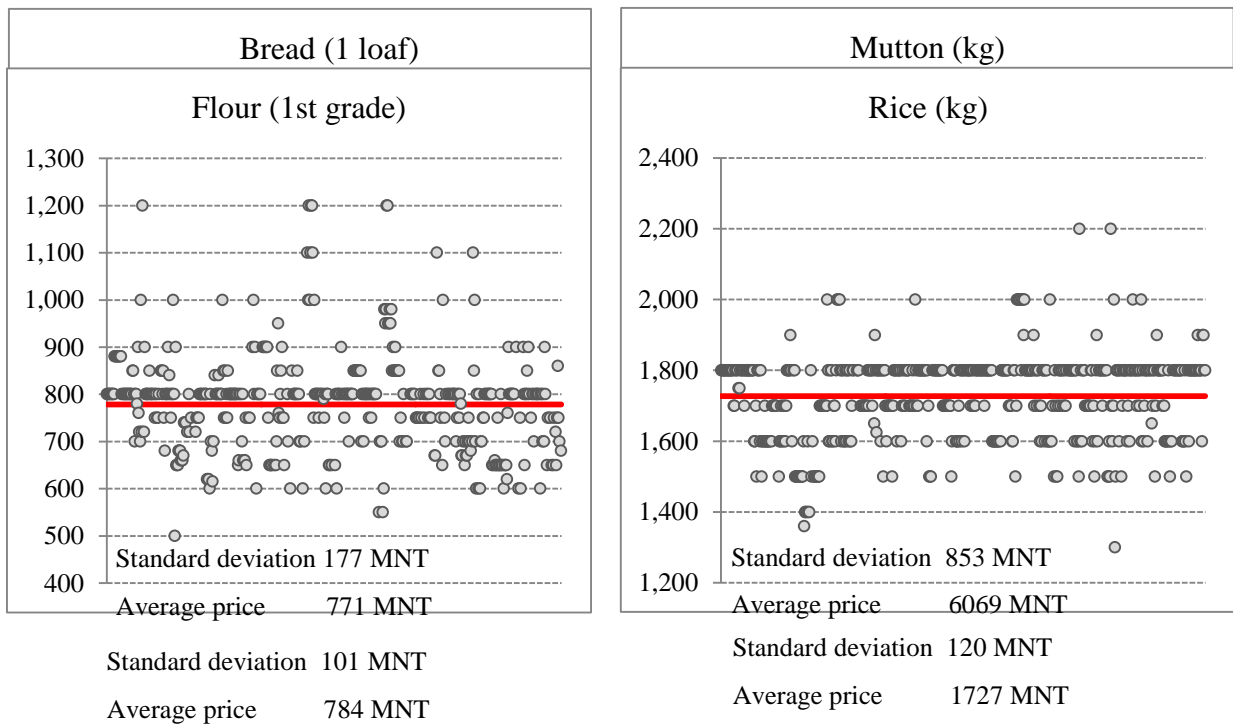 Bread (1 loaf)
Flour (1st grade)
1,300
1,200
1,100
1,000
900
800
700
600
500
400
Standard deviation 177 MNT
Average price 771 MNT
Standard deviation 101 MNT
Average price 784 MNT
Mutton (kg)
Rice (kg)
2,400
2,200
2,000
1,800
1,600
1,400
1,200
Standard deviation 853 MNT
Average price 6069 MNT
Standard deviation 120 MNT
Average price 1727 MNT